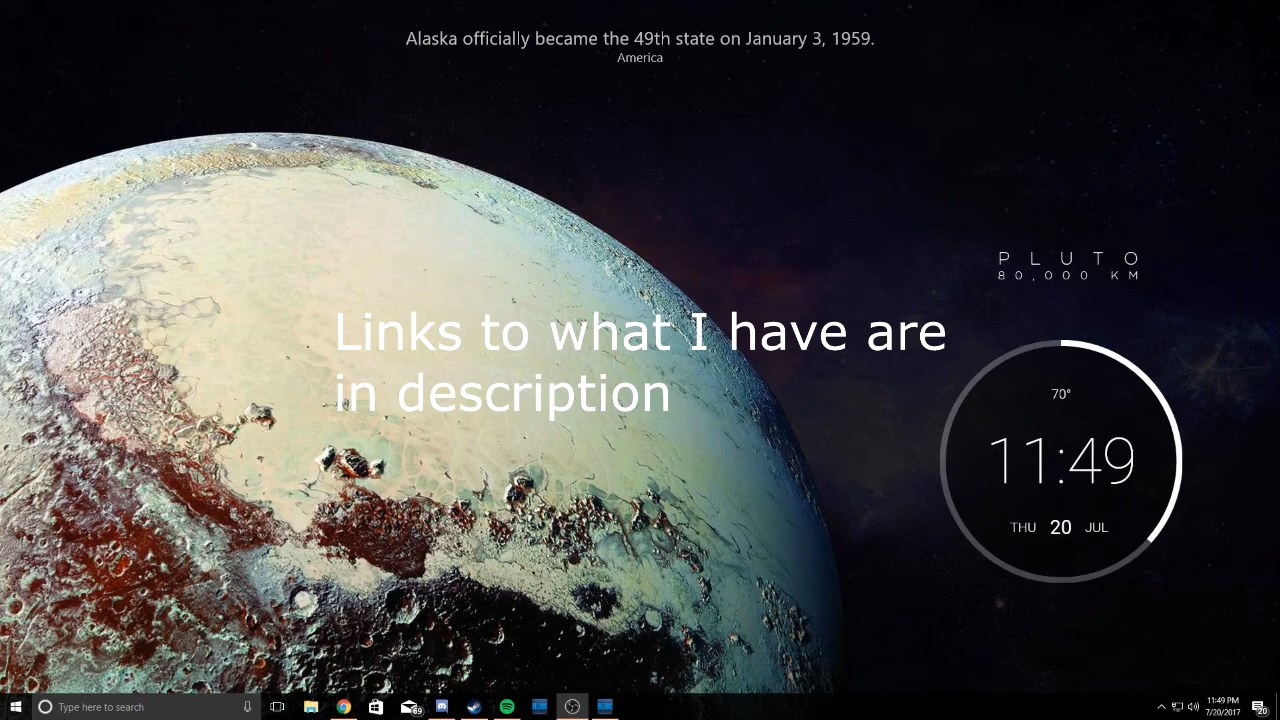 Alaska officially became the 49th state on January 3, 1959.
America
PLUTO
80,000 KM
Links to what I have are
in description
70°
11:49
THU 20 JUL
Type here to search
69
11:49 PM
7/20/2017
20